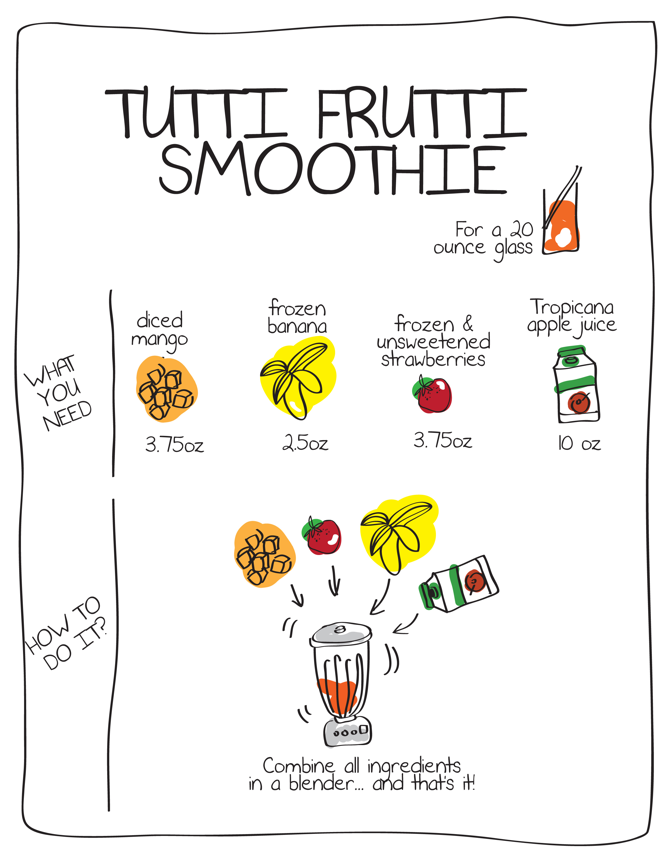 TUTTI FRUTTI
SMOOTHIE
For a 20
ounce glass
WHAT
YOU
NEED
diced
mango
3.75oz
frozen
banana
2.5oz
frozen &
unsweetened
strawberries
3.75oz
Tropicana
apple juice
10 oz
HOW TO
DO IT?
Combine all ingredients
in a blender... and that's it!